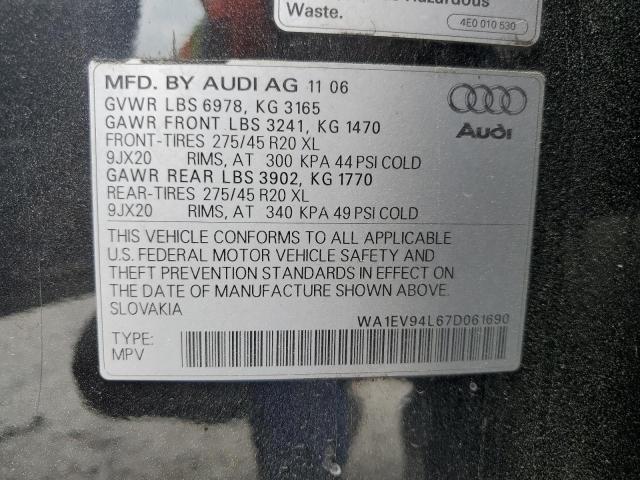 Waste.
4E0 010 530
MFD. BY AUDI AG 11 06
GVWR LBS 6978, KG 3165
GAWR FRONT LBS 3241, KG 1470
FRONT-TIRES 275/45 R20 XL
9JX20 RIMS, AT 300 KPA 44 PSI COLD
GAWR REAR LBS 3902, KG 1770
REAR-TIRES 275/45 R20 XL
9JX20 RIMS, AT 340 KPA 49 PSI COLD
Audi
THIS VEHICLE CONFORMS TO ALL APPLICABLE
U.S. FEDERAL MOTOR VEHICLE SAFETY AND
THEFT PREVENTION STANDARDS IN EFFECT ON
THE DATE OF MANUFACTURE SHOWN ABOVE.
SLOVAKIA
WA1EV94L67D061690
TYPE:
MPV